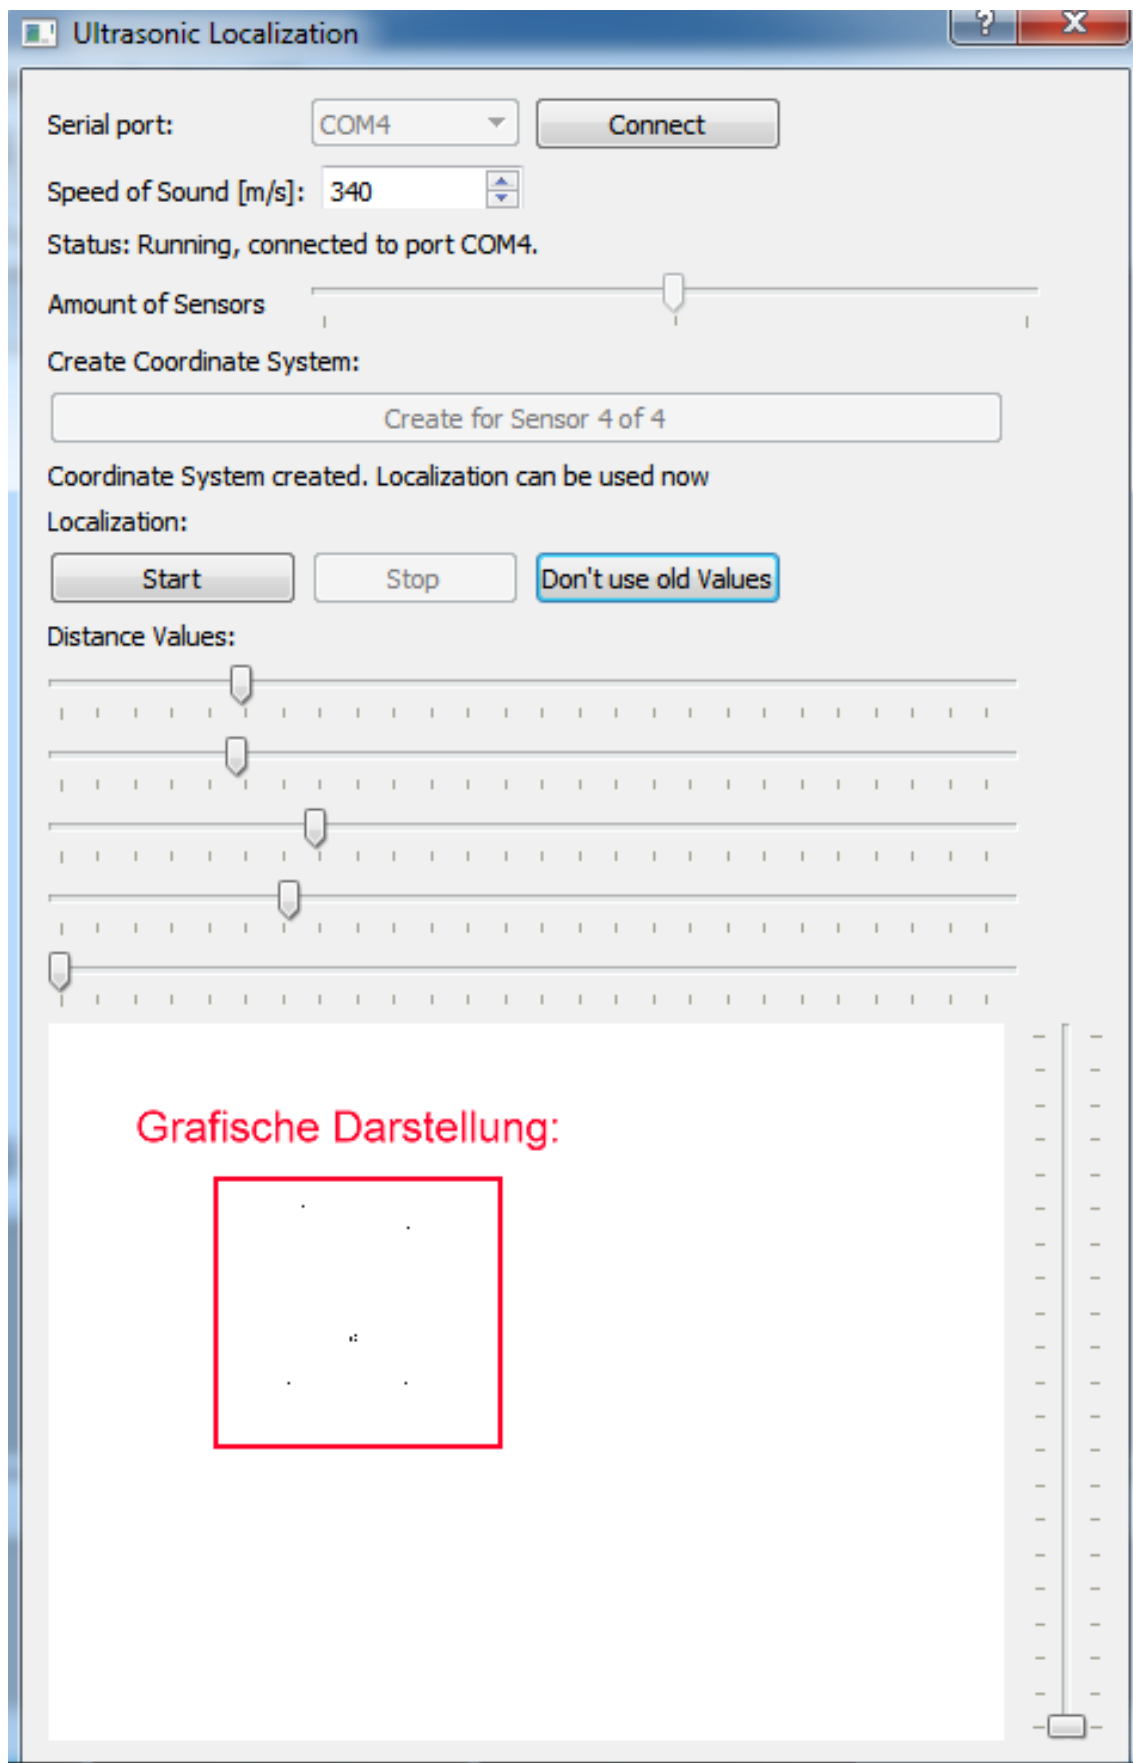 Ultrasonic Localization
?
Serial port: COM4 Connect
Speed of Sound [m/s]: 340
Status: Running, connected to port COM4.
Amount of Sensors
Create Coordinate System:
Create for Sensor 4 of 4
Coordinate System created. Localization can be used now
Localization:
Start Stop Don't use old Values
Distance Values:
Grafische Darstellung: